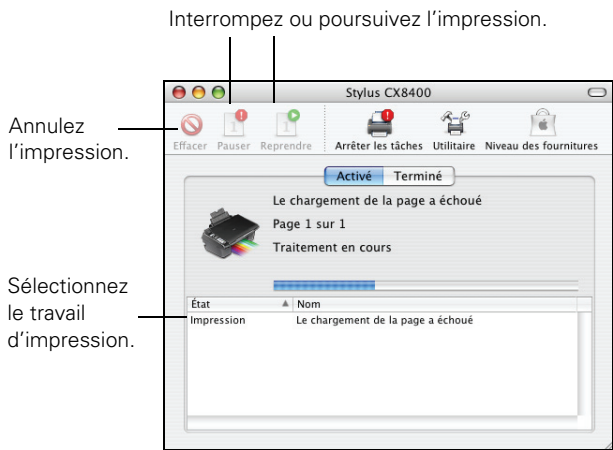 Interrompez ou poursuivez l'impression.
Stylus CX8400
Annulez
l'impression.
Effacer Pauser Reprendre Arrêter les tâches Utilitaire Niveau des fournitures
Activé Terminé
Le chargement de la page a échoué
Page 1 sur 1
Traitement en cours
Sélectionnez
le travail
d'impression.
État Nom
Impression Le chargement de la page a échoué